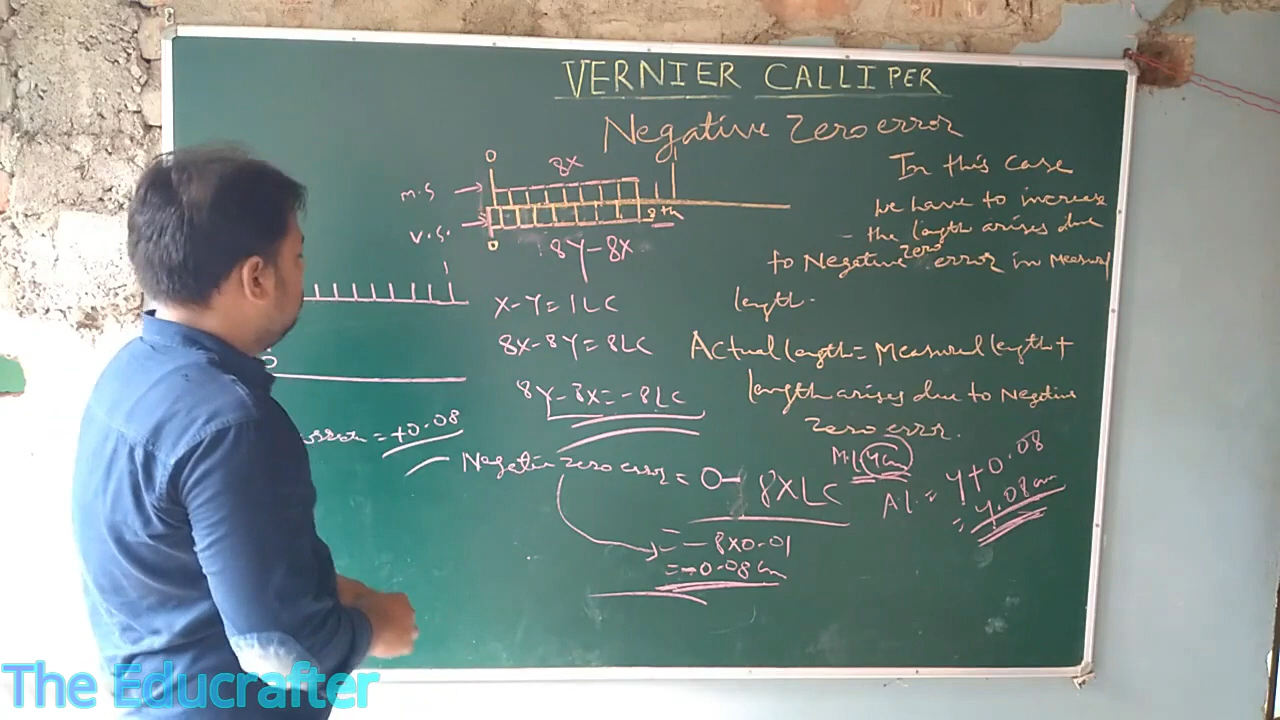 VERNIER CALLIPER
Negative Zero error
0
8X
M.S
V.S.
8th
0
8Y-8X
X-Y=1LC
8X-8Y=8LC
8Y-8X=-8LC
In this case
we have to increase
the length arises due
to Negative zero error in Measured
length.
Actual length = Measured length +
length arises due to Negative
zero error.
=+0.08
Negative zero error = 0-8XLC
= -8X0.01
=-0.08cm
M.L 4cm
A.L = 4+0.08
= 4.08cm
The Educrafter